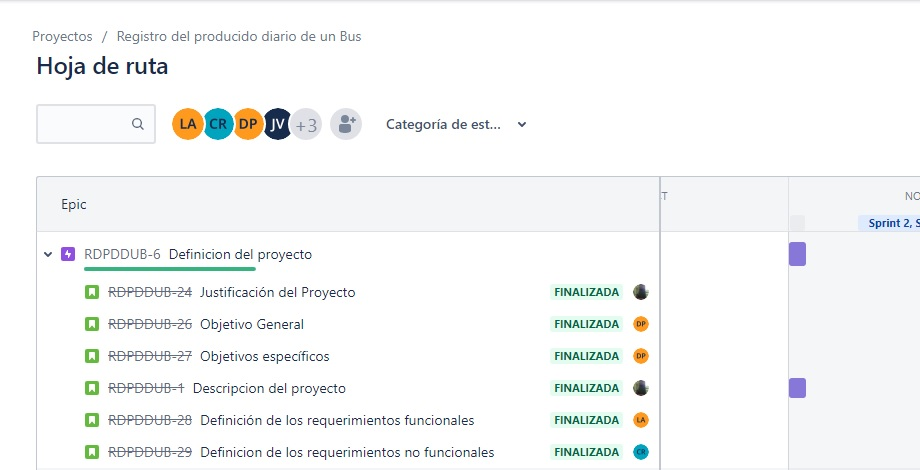 Proyectos / Registro del producido diario de un Bus
Hoja de ruta
LA CR DP JV +3 Categoría de est...
T NO
Epic
Sprint 2, S
RDPDDUB-6 Definicion del proyecto
RDPDDUB-24 Justificación del Proyecto FINALIZADA
RDPDDUB-26 Objetivo General FINALIZADA DP
RDPDDUB-27 Objetivos específicos FINALIZADA DP
RDPDDUB-1 Descripcion del proyecto FINALIZADA
RDPDDUB-28 Definición de los requerimientos funcionales FINALIZADA LA
RDPDDUB-29 Definicion de los requerimientos no funcionales FINALIZADA CR